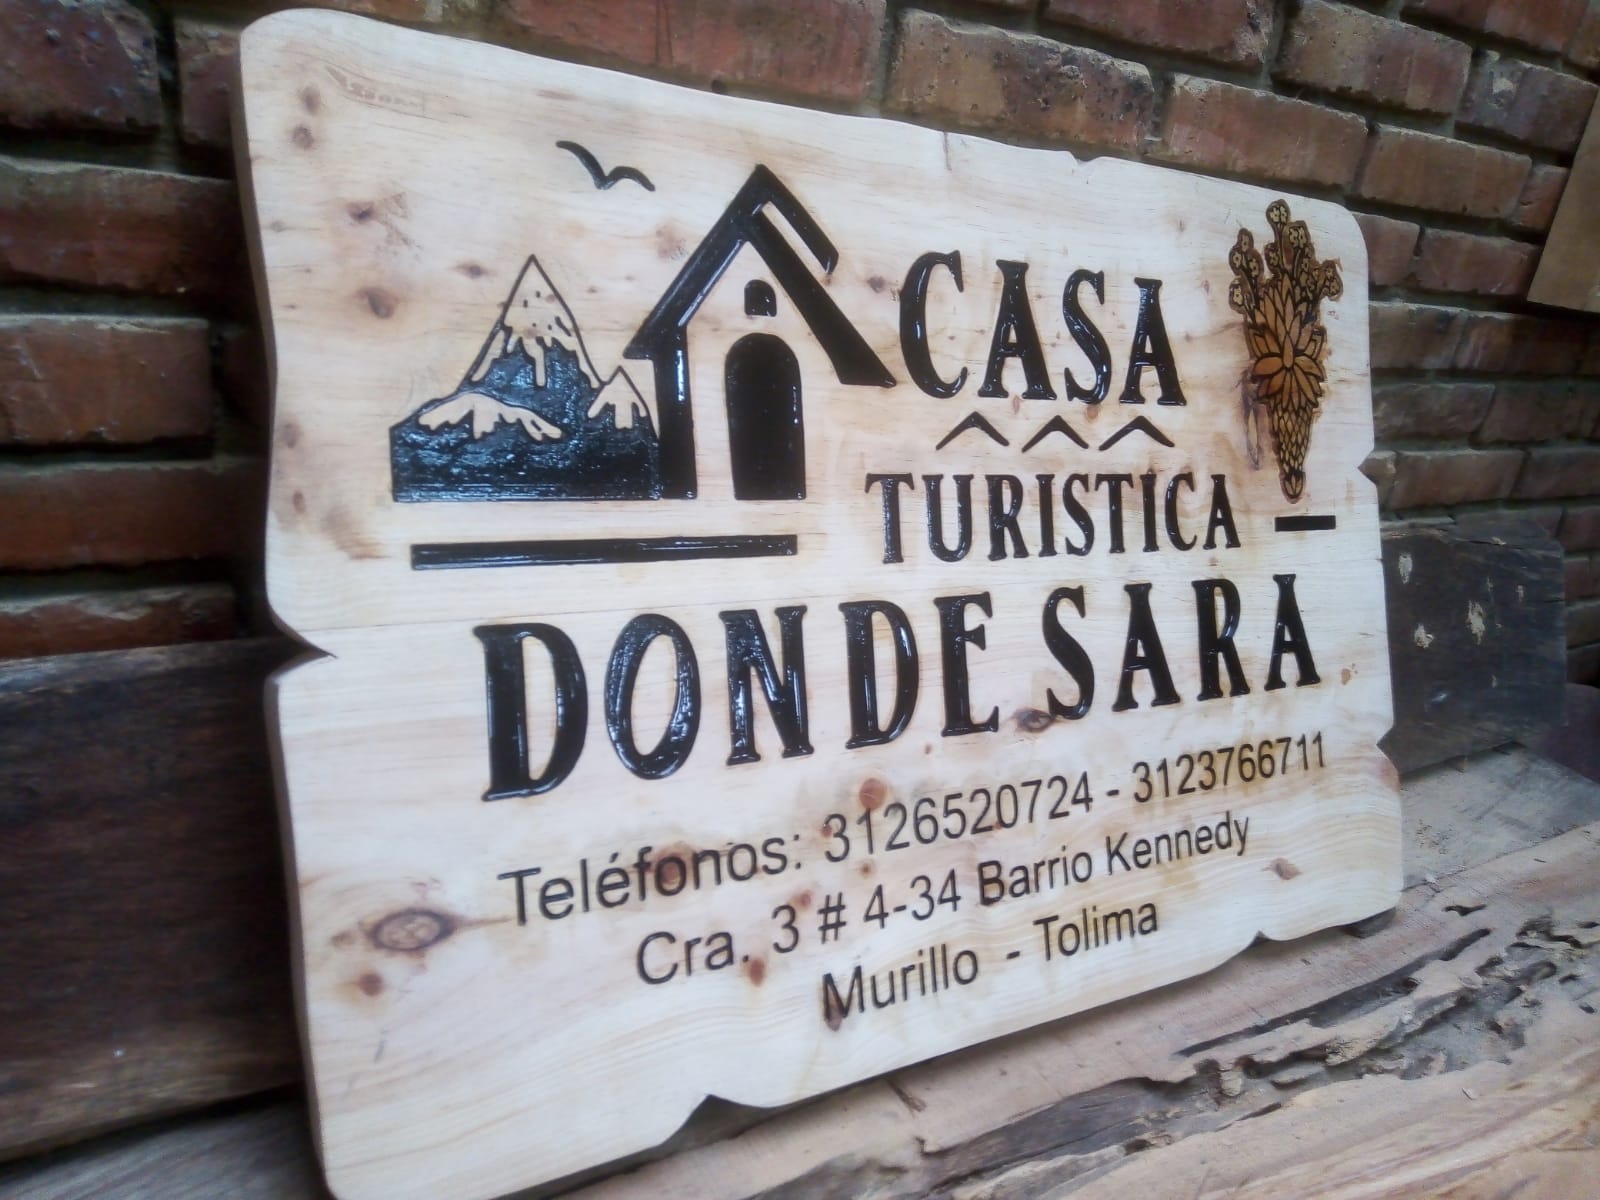 CASA
TURISTICA
DONDE SARA
Teléfonos: 3126520724 - 3123766711
Cra. 3 # 4-34 Barrio Kennedy
Murillo - Tolima